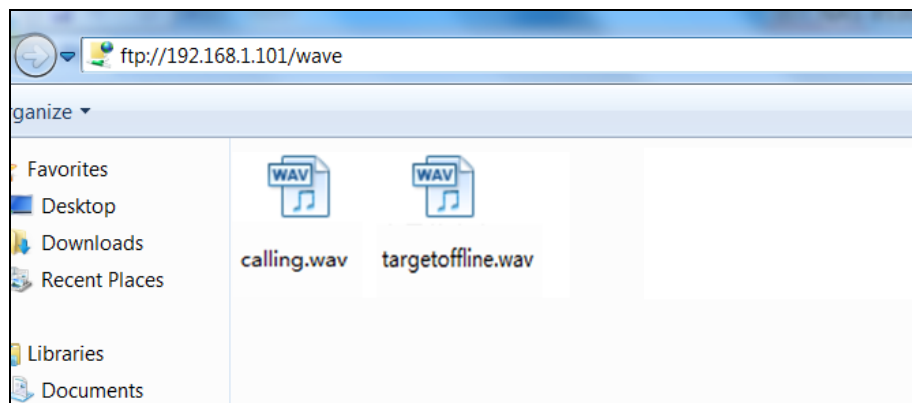 ftp://192.168.1.101/wave
rganize
Favorites
Desktop
Downloads
Recent Places
Libraries
Documents
WAV
WAV
calling.wav
targetoffline.wav